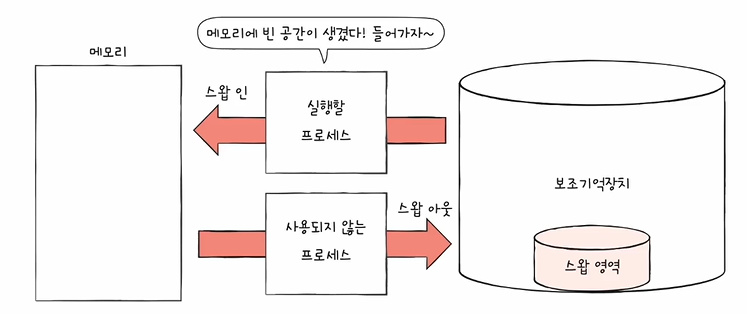 메모리에 빈 공간이 생겼다! 들어가자~
메모리
스왑 인
실행할
프로세스
보조기억장치
사용되지 않는
프로세스
스왑 아웃
스왑 영역